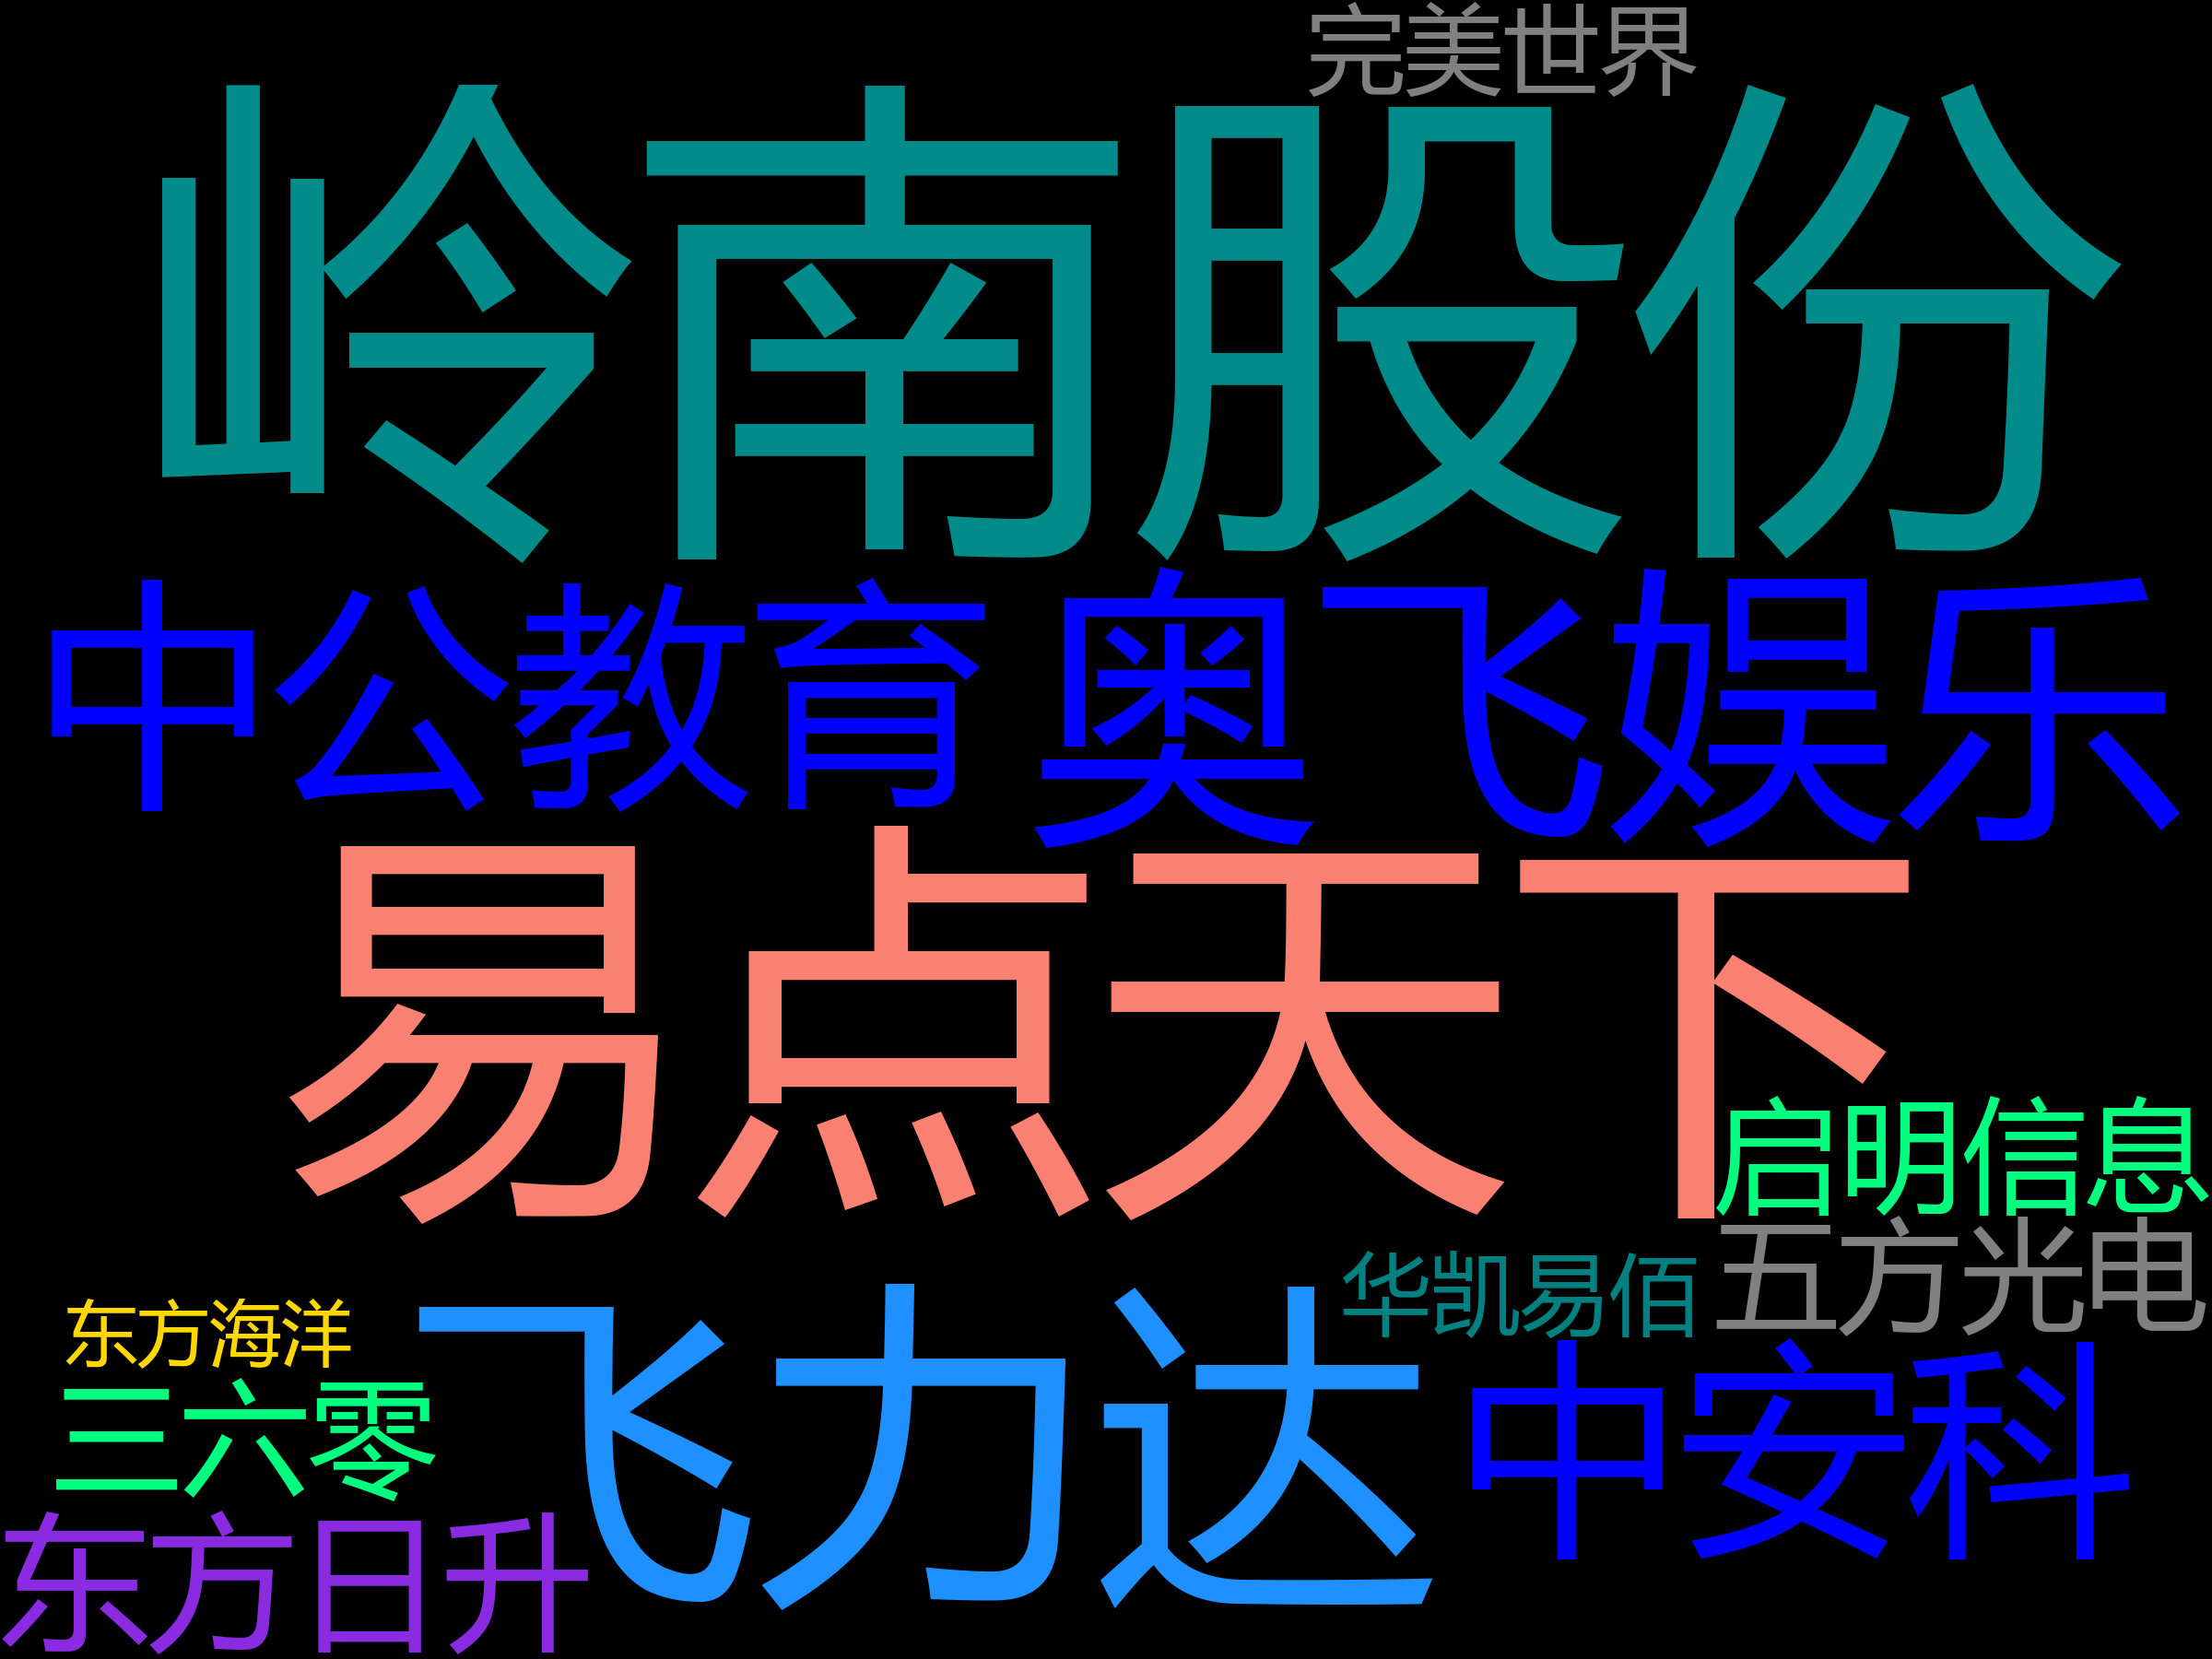 完美世界
岭南股份
中公教育
奥飞娱乐
易点天下
启明信息
五方光电
华凯易佰
东方海洋
飞力达
中安科
三六零
东方日升